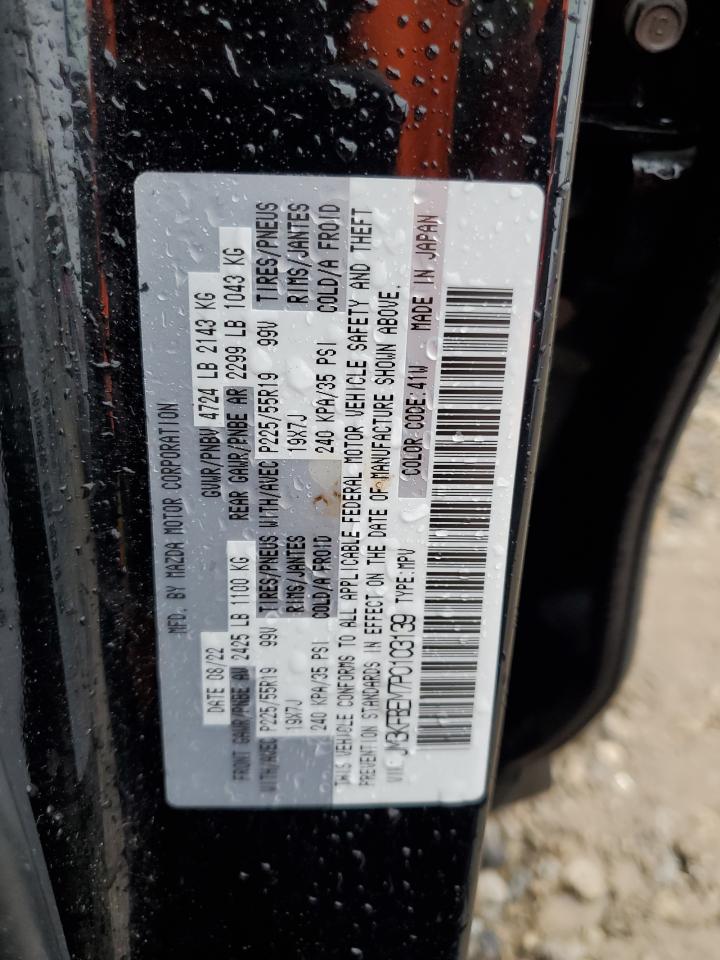 MFD. BY MAZDA MOTOR CORPORATION
DATE 08/22 GVWR/PNBV 4724 LB 2143 KG
FRONT GAWR/PNBE AV 2425 LB 1100 KG REAR GAWR/PNBE AR 2299 LB 1043 KG
WITH/AVEC P225/55R19 99V TIRES/PNEUS WITH/AVEC P225/55R19 99V TIRES/PNEUS
19X7J RIMS/JANTES 19X7J RIMS/JANTES
240 KPA/35 PSI COLD/A FROID 240 KPA/35 PSI COLD/A FROID
THIS VEHICLE CONFORMS TO ALL APPLICABLE FEDERAL MOTOR VEHICLE SAFETY AND THEFT
PREVENTION STANDARDS IN EFFECT ON THE DATE OF MANUFACTURE SHOWN ABOVE.
VIN: JM3KFBEM7P0103139 TYPE:MPV COLOR CODE:41W MADE IN JAPAN